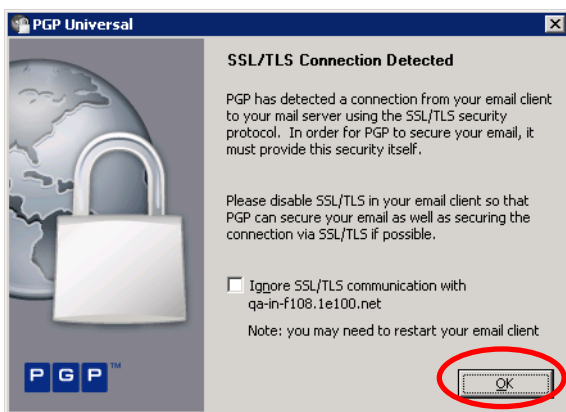 PGP Universal
SSL/TLS Connection Detected
PGP has detected a connection from your email client
to your mail server using the SSL/TLS security
protocol. In order for PGP to secure your email, it
must provide this security itself.
Please disable SSL/TLS in your email client so that
PGP can secure your email as well as securing the
connection via SSL/TLS if possible.
Ignore SSL/TLS communication with
qa-in-f108.1e100.net
Note: you may need to restart your email client
PGP™
OK